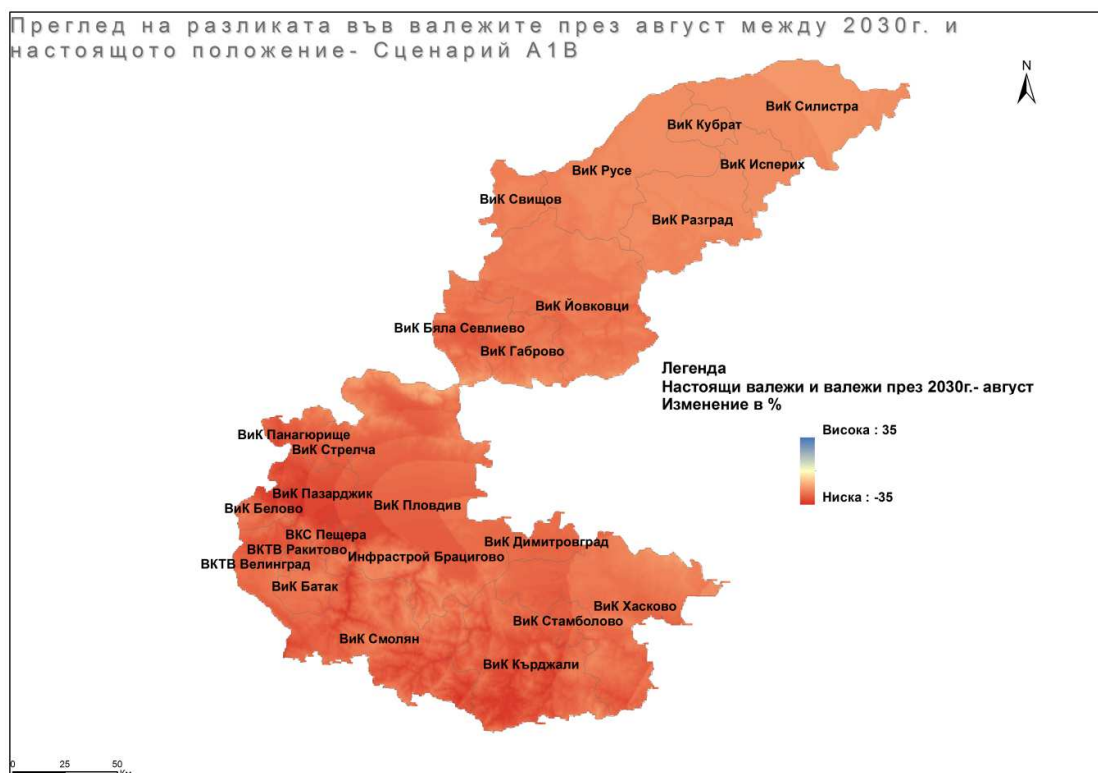 Преглед на разликата във валежите през август между 2030г. и
настоящото положение- Сценарий A1B
N
ВиК Силистра
ВиК Кубрат
ВиК Исперих
ВиК Русе
ВиК Свищов
ВиК Разград
ВиК Йовковци
ВиК Бяла Севлиево
ВиК Габрово
Легенда
Настоящи валежи и валежи през 2030г.- август
Изменение в %
Висока : 35
Ниска : -35
ВиК Панагюрище
ВиК Стрелча
ВиК Пазарджик
ВиК Белово
ВиК Пловдив
ВКС Пещера
ВиК Димитровград
ВКТВ Ракитово
Инфрастрой Брацигово
ВКТВ Велинград
ВиК Батак
ВиК Хасково
ВиК Стамболово
ВиК Смолян
ВиК Кърджали
0 25 50
Км